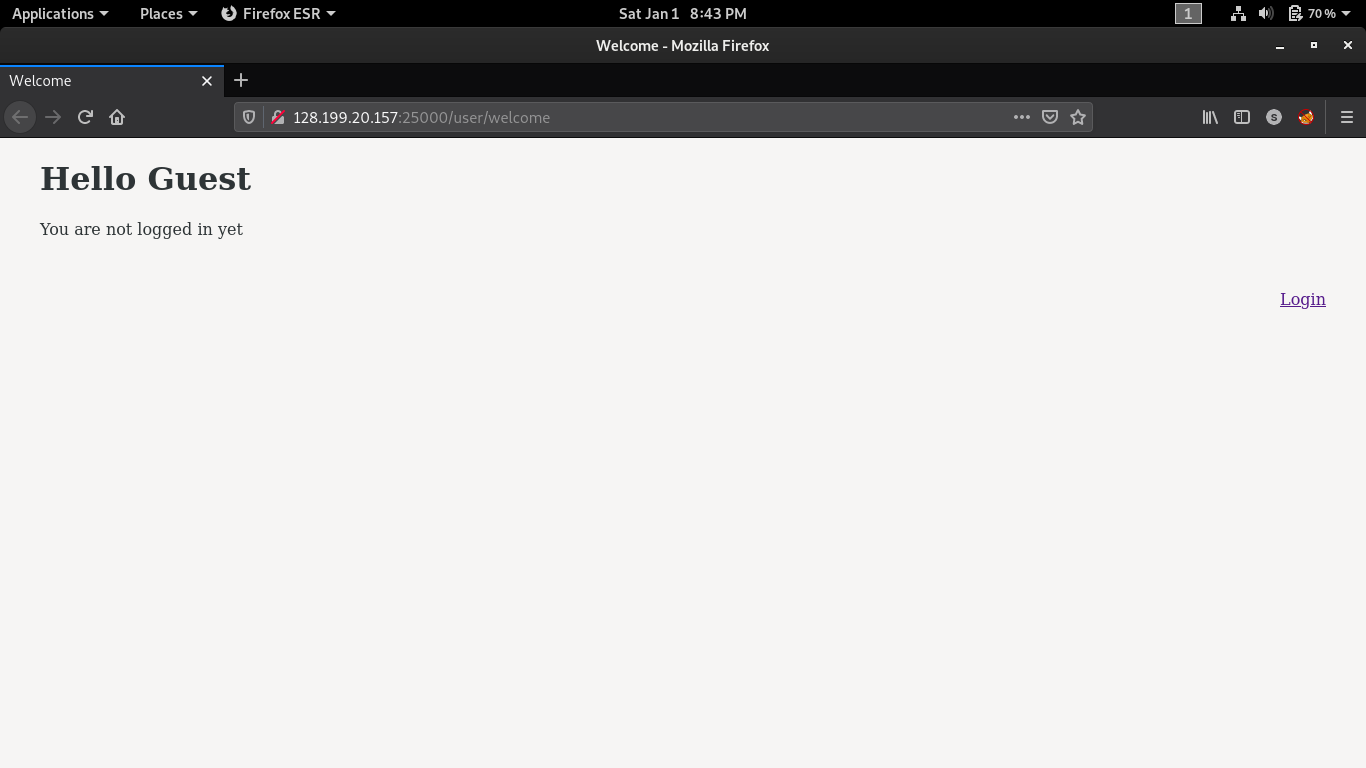 Applications Places Firefox ESR Sat Jan 1 8:43 PM 1 70 %
Welcome - Mozilla Firefox
Welcome
128.199.20.157:25000/user/welcome S
Hello Guest
You are not logged in yet
Login